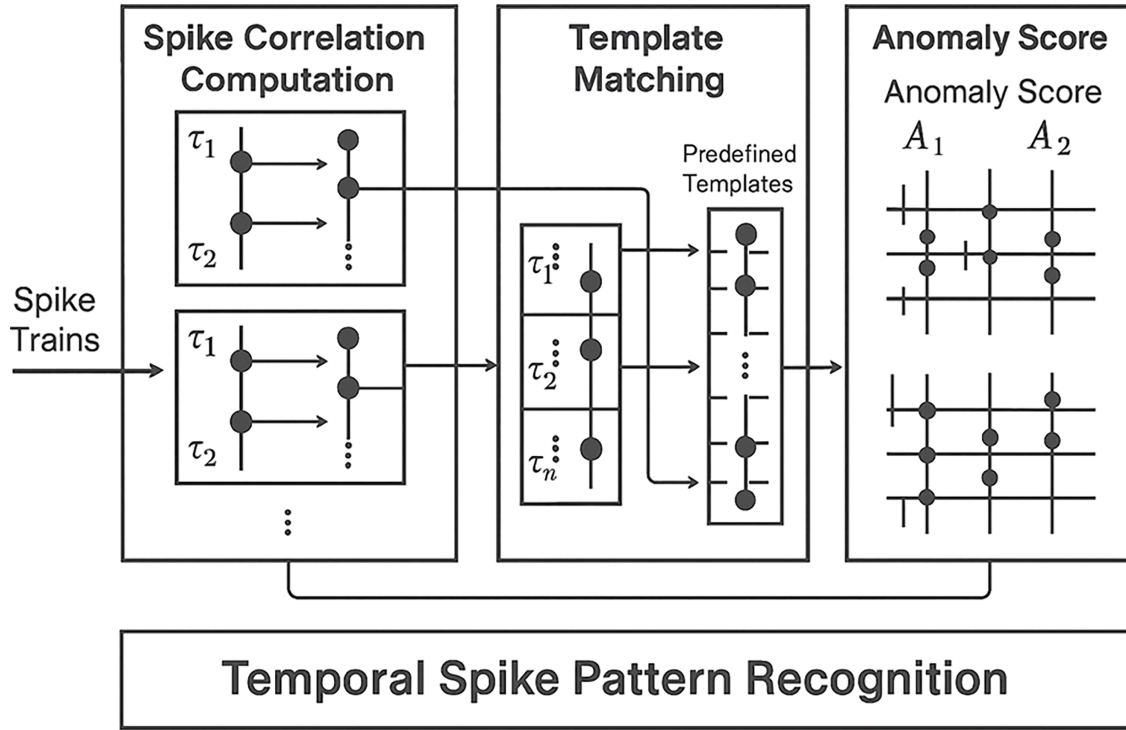 Spike Correlation
Computation
τ₁
τ₂
τ₁
τ₂
Spike
Trains
Template
Matching
Predefined
Templates
τ₁
τ₂
τₙ
Anomaly Score
Anomaly Score
A₁ A₂
Temporal Spike Pattern Recognition